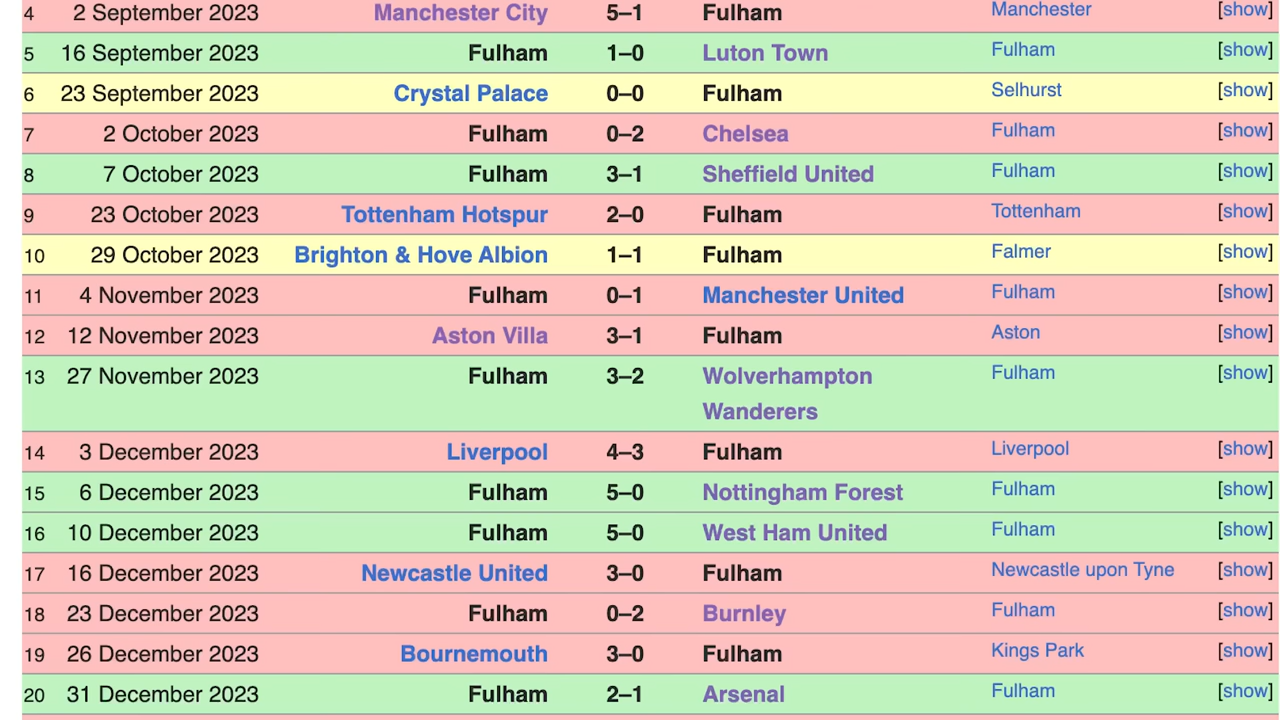 4 2 September 2023 Manchester City 5–1 Fulham Manchester [show]
5 16 September 2023 Fulham 1–0 Luton Town Fulham [show]
6 23 September 2023 Crystal Palace 0–0 Fulham Selhurst [show]
7 2 October 2023 Fulham 0–2 Chelsea Fulham [show]
8 7 October 2023 Fulham 3–1 Sheffield United Fulham [show]
9 23 October 2023 Tottenham Hotspur 2–0 Fulham Tottenham [show]
10 29 October 2023 Brighton & Hove Albion 1–1 Fulham Falmer [show]
11 4 November 2023 Fulham 0–1 Manchester United Fulham [show]
12 12 November 2023 Aston Villa 3–1 Fulham Aston [show]
13 27 November 2023 Fulham 3–2 Wolverhampton Fulham [show]
Wanderers
14 3 December 2023 Liverpool 4–3 Fulham Liverpool [show]
15 6 December 2023 Fulham 5–0 Nottingham Forest Fulham [show]
16 10 December 2023 Fulham 5–0 West Ham United Fulham [show]
17 16 December 2023 Newcastle United 3–0 Fulham Newcastle upon Tyne [show]
18 23 December 2023 Fulham 0–2 Burnley Fulham [show]
19 26 December 2023 Bournemouth 3–0 Fulham Kings Park [show]
20 31 December 2023 Fulham 2–1 Arsenal Fulham [show]